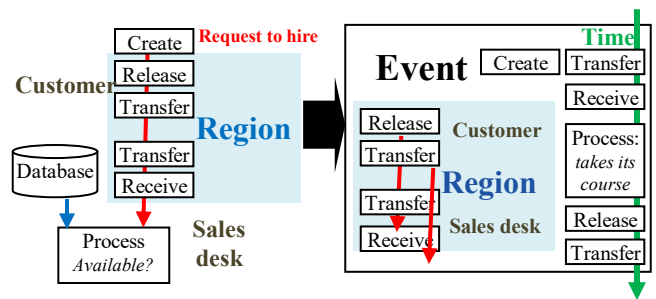 Create
Request to hire
Customer
Release
Transfer
Region
Transfer
Database
Receive
Sales
desk
Process
Available?
Time
Event
Create
Transfer
Receive
Release
Customer
Transfer
Process:
takes its
course
Region
Transfer
Sales desk
Receive
Release
Transfer